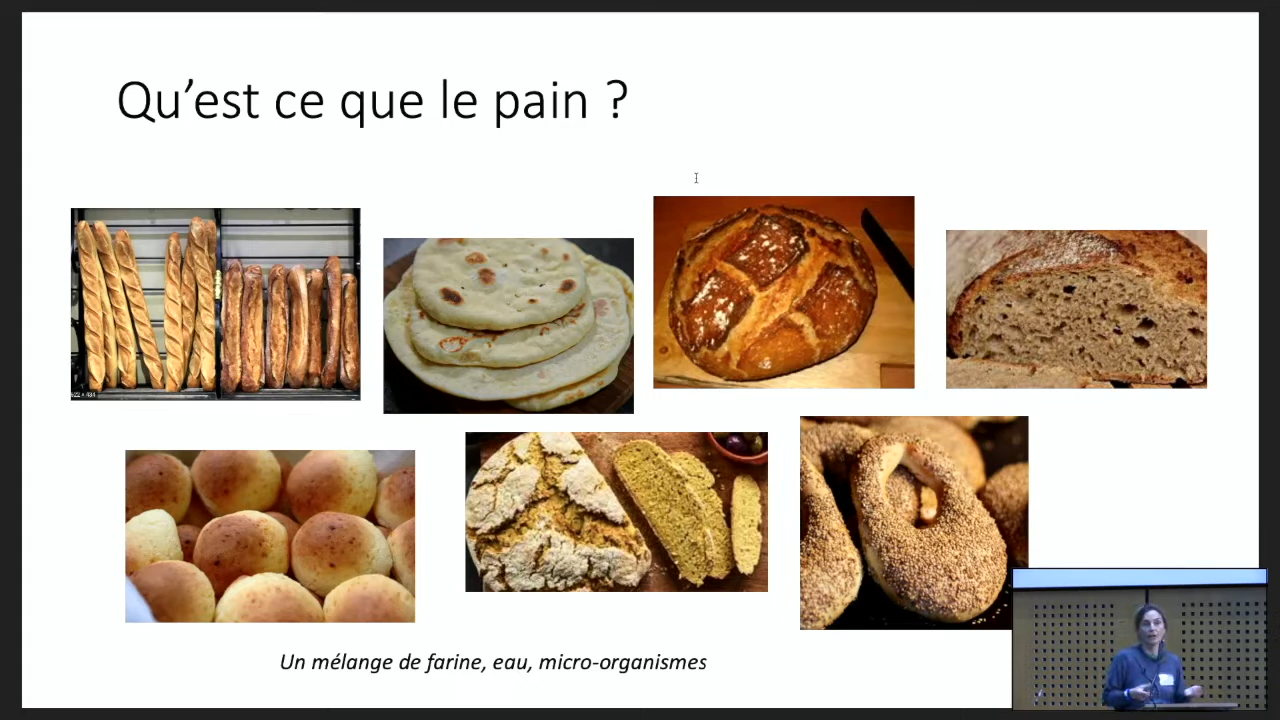 Qu’est ce que le pain ?
Un mélange de farine, eau, micro-organismes